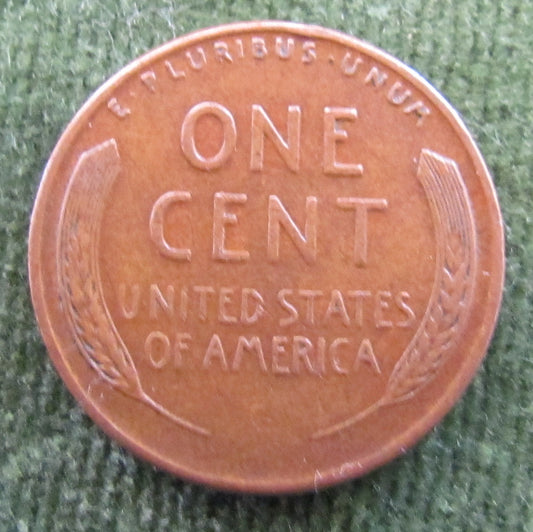 E · PLURIBUS · UNUM
ONE
CENT
UNITED STATES
OF AMERICA